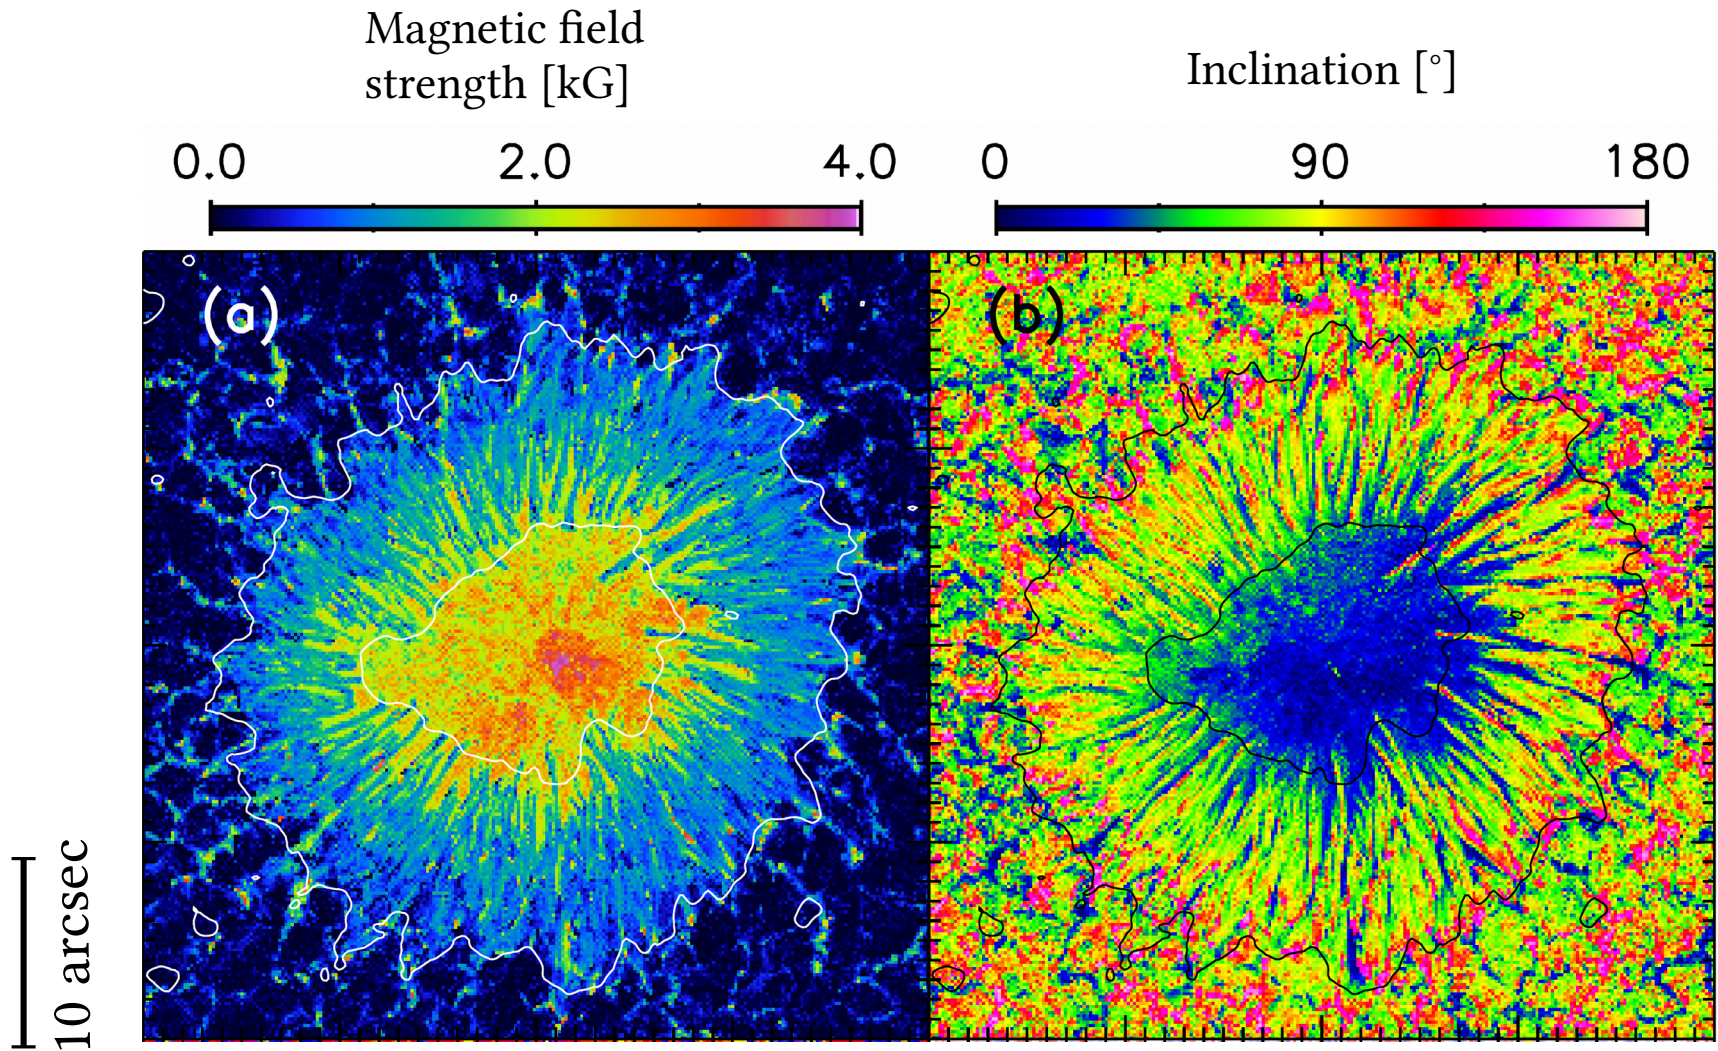 Magnetic field
strength [kG]
Inclination [°]
0.0 2.0 4.0
0 90 180
(a)
(b)
10 arcsec